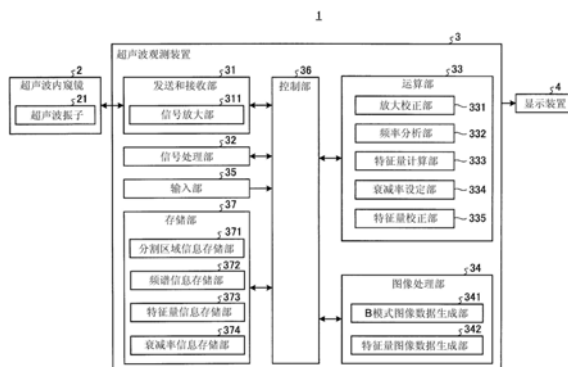 1
3
超声波观测装置
2
超声波内窥镜
21
超声波振子
31
发送和接收部
311
信号放大部
32
信号处理部
35
输入部
37
存储部
371
分割区域信息存储部
372
频谱信息存储部
373
特征量信息存储部
374
衰减率信息存储部
36
控制部
33
运算部
放大校正部 331
频率分析部 332
特征量计算部 333
衰减率设定部 334
特征量校正部 335
34
图像处理部
341
B模式图像数据生成部
342
特征量图像数据生成部
4
显示装置